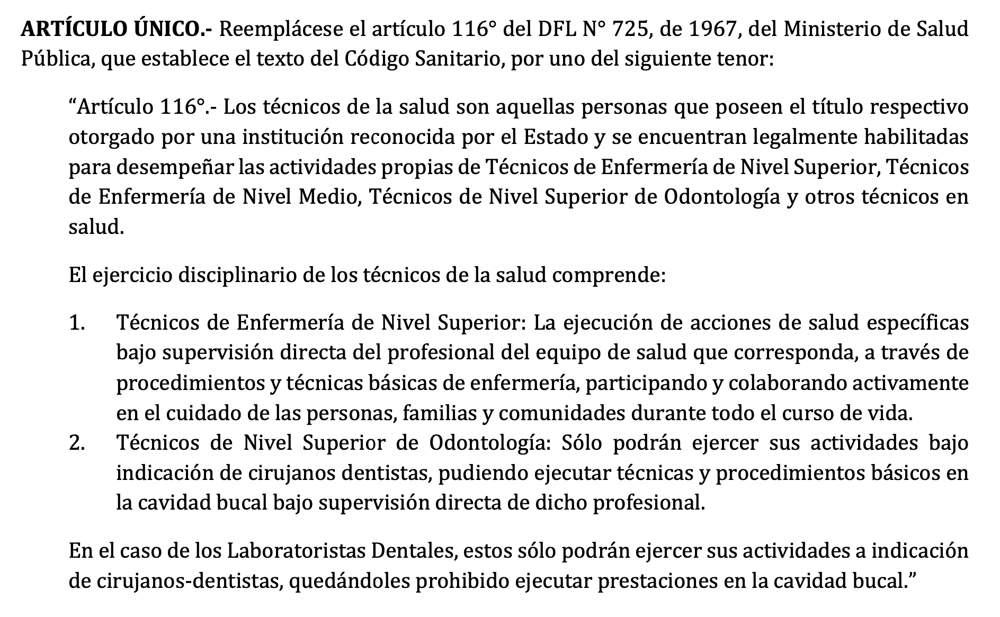 ARTÍCULO ÚNICO.- Reemplácese el artículo 116° del DFL N° 725, de 1967, del Ministerio de Salud
Pública, que establece el texto del Código Sanitario, por uno del siguiente tenor:
“Artículo 116°.- Los técnicos de la salud son aquellas personas que poseen el título respectivo
otorgado por una institución reconocida por el Estado y se encuentran legalmente habilitadas
para desempeñar las actividades propias de Técnicos de Enfermería de Nivel Superior, Técnicos
de Enfermería de Nivel Medio, Técnicos de Nivel Superior de Odontología y otros técnicos en
salud.
El ejercicio disciplinario de los técnicos de la salud comprende:
1. Técnicos de Enfermería de Nivel Superior: La ejecución de acciones de salud específicas
bajo supervisión directa del profesional del equipo de salud que corresponda, a través de
procedimientos y técnicas básicas de enfermería, participando y colaborando activamente
en el cuidado de las personas, familias y comunidades durante todo el curso de vida.
2. Técnicos de Nivel Superior de Odontología: Sólo podrán ejercer sus actividades bajo
indicación de cirujanos dentistas, pudiendo ejecutar técnicas y procedimientos básicos en
la cavidad bucal bajo supervisión directa de dicho profesional.
En el caso de los Laboratoristas Dentales, estos sólo podrán ejercer sus actividades a indicación
de cirujanos-dentistas, quedándoles prohibido ejecutar prestaciones en la cavidad bucal.”